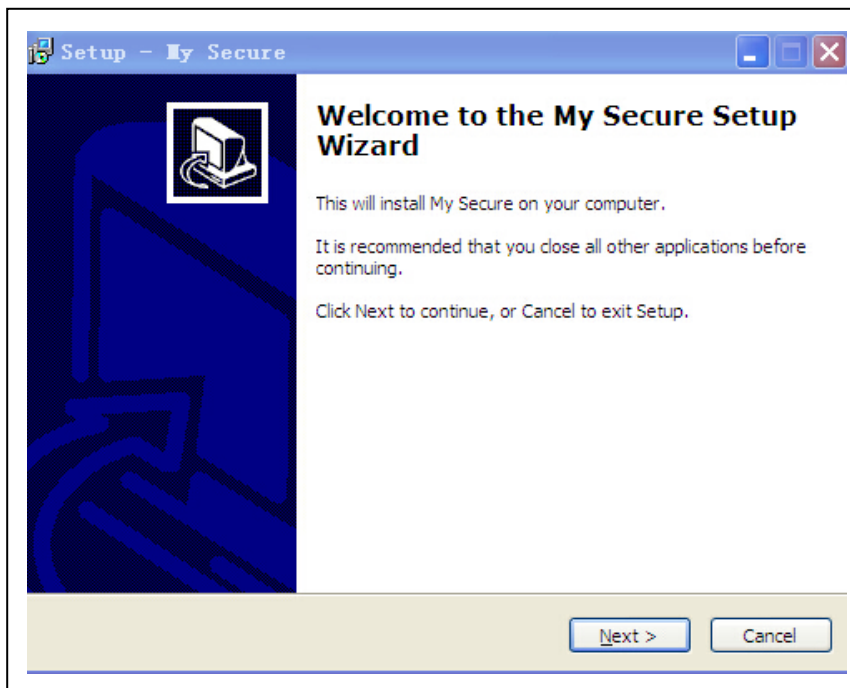 Setup - My Secure
Welcome to the My Secure Setup
Wizard
This will install My Secure on your computer.
It is recommended that you close all other applications before
continuing.
Click Next to continue, or Cancel to exit Setup.
Next >
Cancel